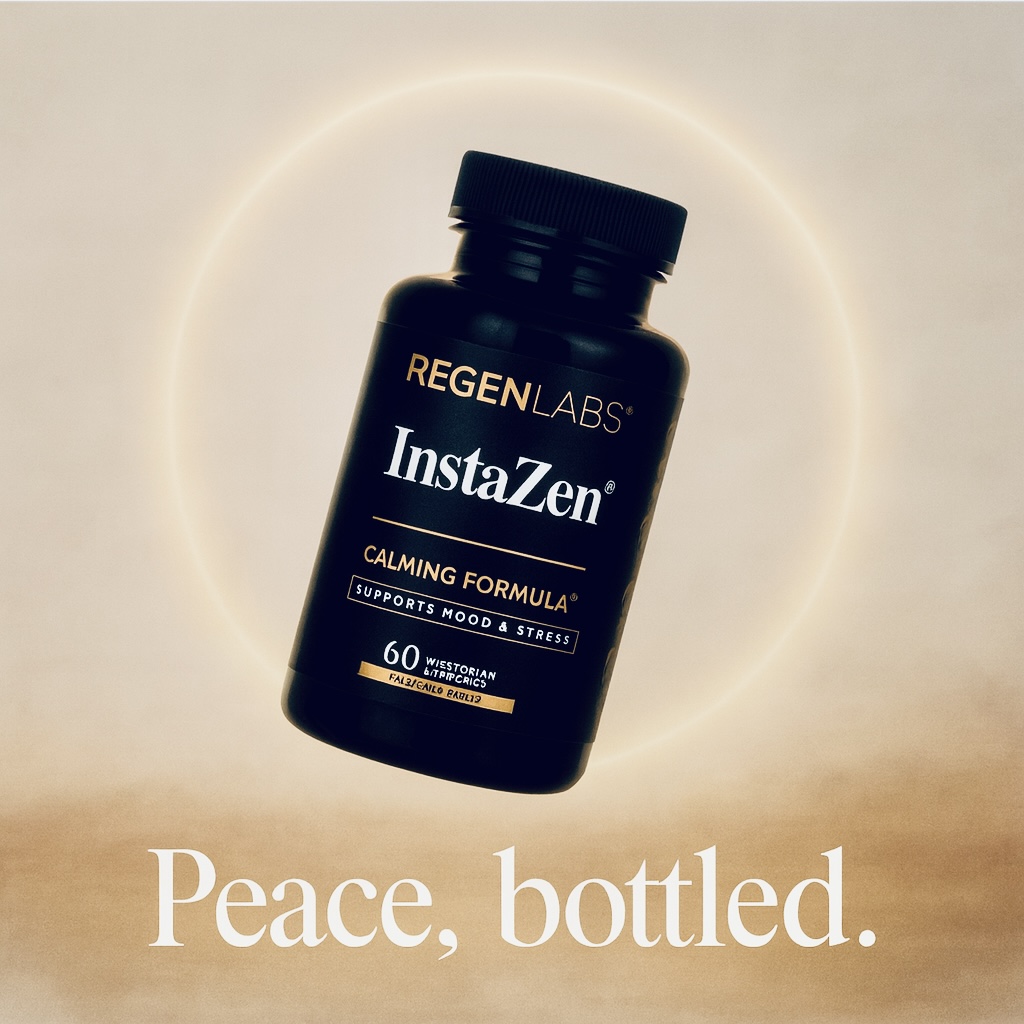 REGENLABS®
InstaZen®
CALMING FORMULA®
SUPPORTS MOOD & STRESS
60
Peace, bottled.